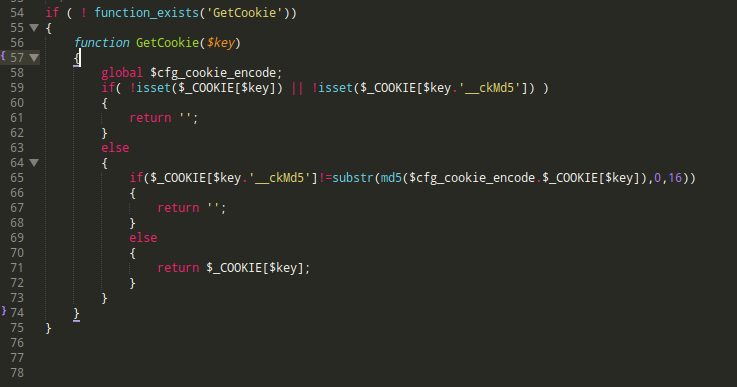 54 if ( ! function_exists('GetCookie'))
55 {
56 function GetCookie($key)
{ 57 {
58 global $cfg_cookie_encode;
59 if( !isset($_COOKIE[$key]) || !isset($_COOKIE[$key.'__ckMd5']) )
60 {
61 return '';
62 }
63 else
64 {
65 if($_COOKIE[$key.'__ckMd5']!=substr(md5($cfg_cookie_encode.$_COOKIE[$key]),0,16))
66 {
67 return '';
68 }
69 else
70 {
71 return $_COOKIE[$key];
72 }
73 }
} 74 }
75 }
76
77
78